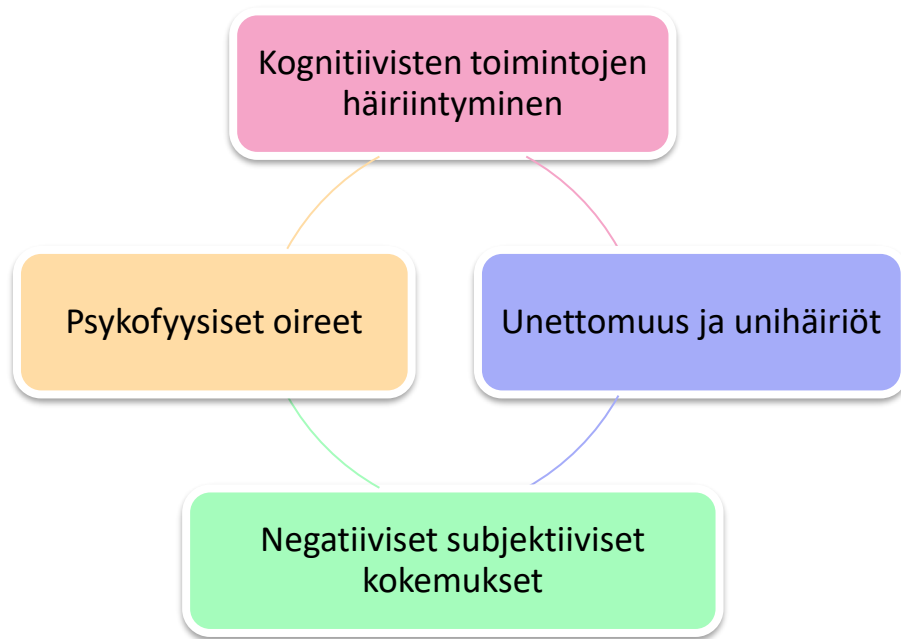 Kognitiivisten toimintojen
häiriintyminen
Psykofyysiset oireet
Unettomuus ja unihäiriöt
Negatiiviset subjektiiviset
kokemukset